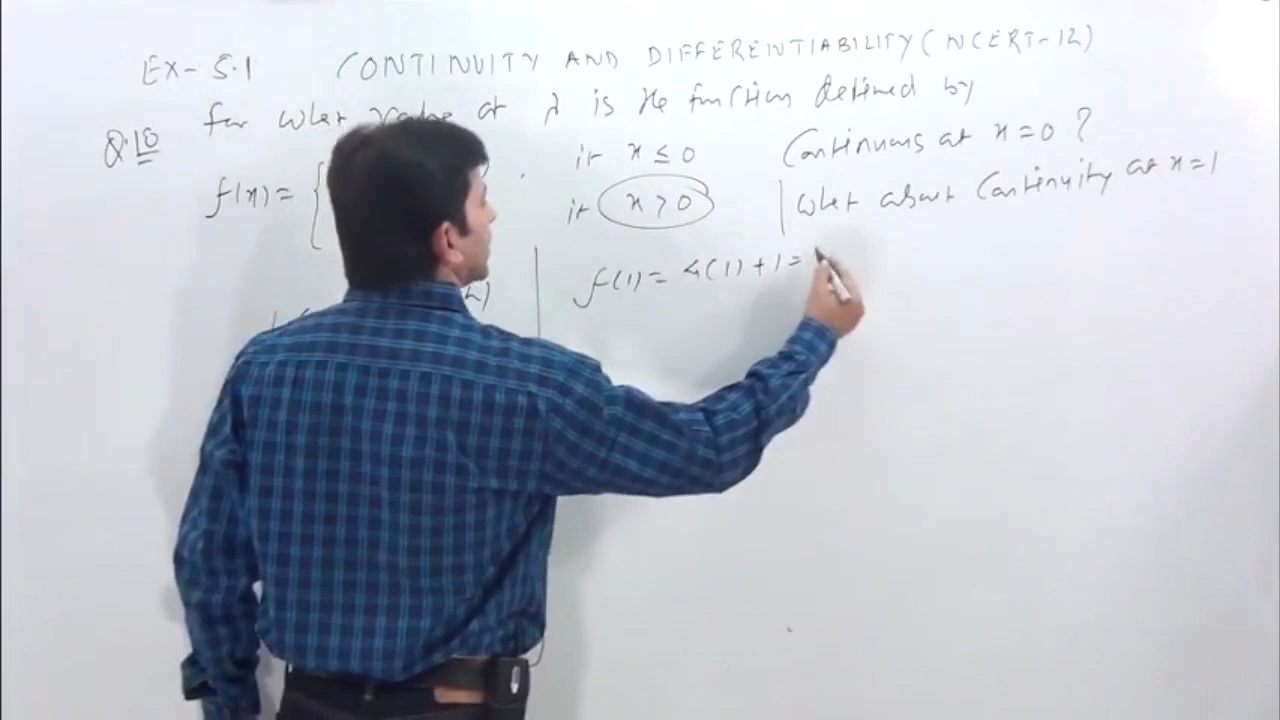 EX-5.1 CONTINUITY AND DIFFERENTIABILITY (NCERT-12)
Q.18 for what value of λ is the function defined by
f(x) = { if x ≤ 0 Continuous at x=0 ?
if x > 0 What about Continuity at x=1
f(1) = 4(1)+1 =